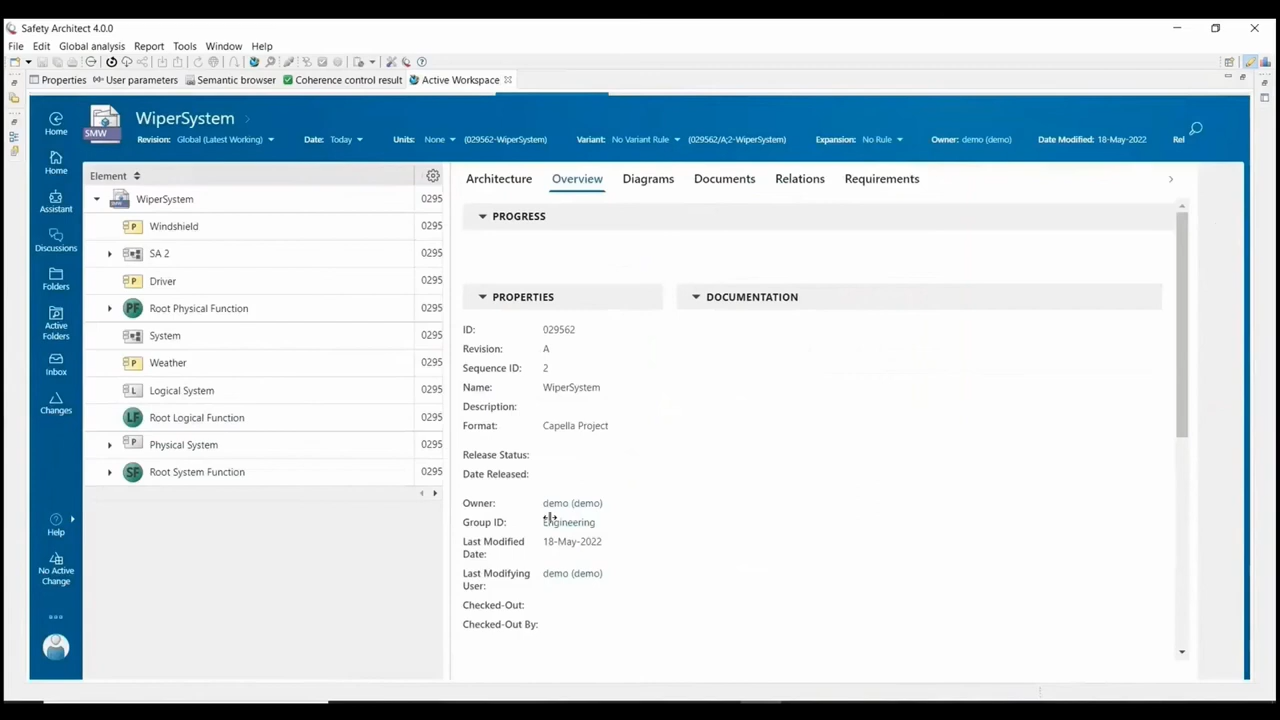 Safety Architect 4.0.0
File Edit Global analysis Report Tools Window Help
Properties User parameters Semantic browser Coherence control result Active Workspace
SMW
WiperSystem
Revision: Global (Latest Working) Date: Today Units: None (029562-WiperSystem) Variant: No Variant Rule (029562/A;2-WiperSystem) Expansion: No Rule Owner: demo (demo) Date Modified: 18-May-2022 Rel
Home
Home
Assistant
Discussions
Folders
Active
Folders
Inbox
Changes
Help
No Active
Change
Element
WiperSystem 0295
P Windshield 0295
SA 2 0295
P Driver 0295
PF Root Physical Function 0295
System 0295
P Weather 0295
L Logical System 0295
LF Root Logical Function 0295
P Physical System 0295
SF Root System Function 0295
Architecture Overview Diagrams Documents Relations Requirements
PROGRESS
PROPERTIES
ID: 029562
Revision: A
Sequence ID: 2
Name: WiperSystem
Description:
Format: Capella Project
Release Status:
Date Released:
Owner: demo (demo)
Group ID: Engineering
Last Modified 18-May-2022
Date:
Last Modifying demo (demo)
User:
Checked-Out:
Checked-Out By:
DOCUMENTATION